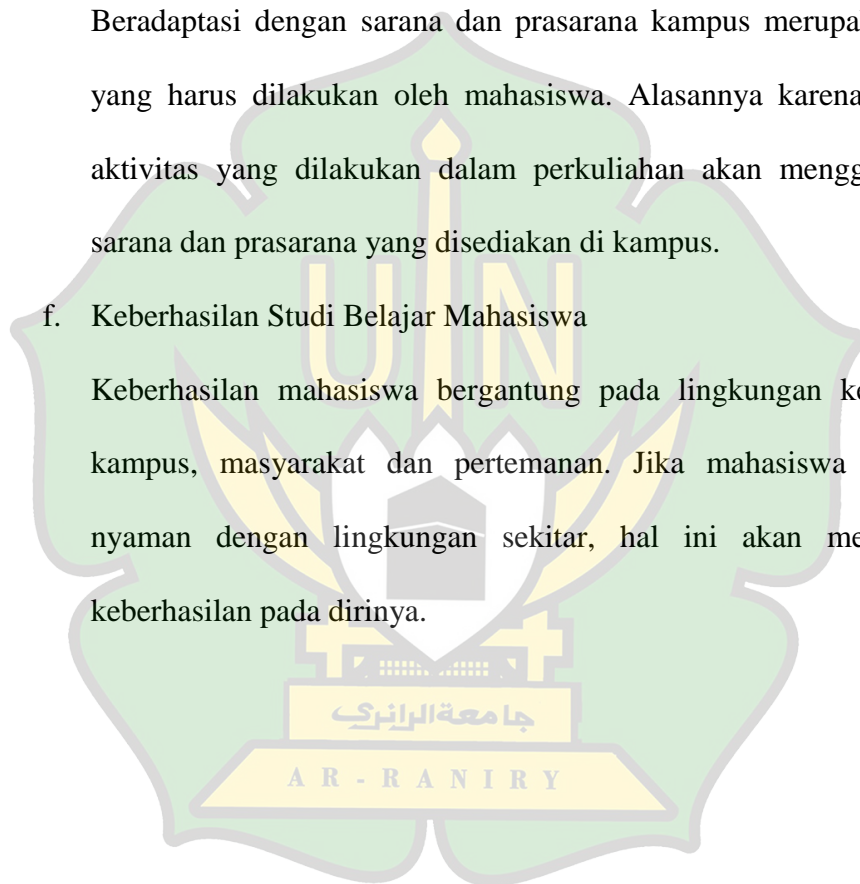 Beradaptasi dengan sarana dan prasarana kampus merupa
yang harus dilakukan oleh mahasiswa. Alasannya karena
aktivitas yang dilakukan dalam perkuliahan akan mengg
sarana dan prasarana yang disediakan di kampus.
UIN
f. Keberhasilan Studi Belajar Mahasiswa
Keberhasilan mahasiswa bergantung pada lingkungan ke
kampus, masyarakat dan pertemanan. Jika mahasiswa
nyaman dengan lingkungan sekitar, hal ini akan me
keberhasilan pada dirinya.
جامعةالرانري
AR-RANIRY